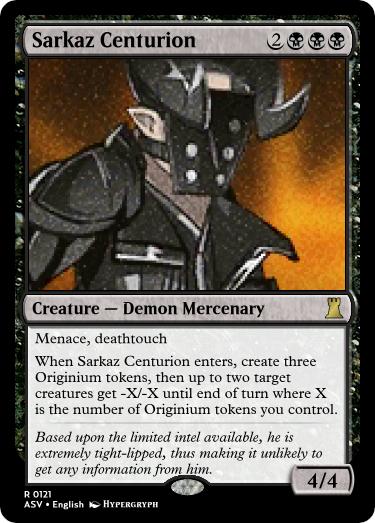 Sarkaz Centurion 2
Creature — Demon Mercenary
Menace, deathtouch
When Sarkaz Centurion enters, create three
Originium tokens, then up to two target
creatures get -X/-X until end of turn where X
is the number of Originium tokens you control.
Based upon the limited intel available, he is
extremely tight-lipped, thus making it unlikely to
get any information from him.
4/4
R 0121
ASV • English HYPERGRYPH